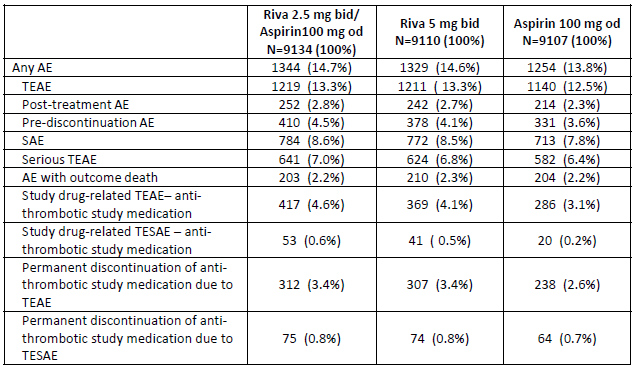 Riva 2.5 mg bid/
Aspirin100 mg od
N=9134 (100%)
Riva 5 mg bid
N=9110 (100%)
Aspirin 100 mg od
N=9107 (100%)
Any AE 1344 (14.7%) 1329 (14.6%) 1254 (13.8%)
TEAE 1219 (13.3%) 1211 ( 13.3%) 1140 (12.5%)
Post-treatment AE 252 (2.8%) 242 (2.7%) 214 (2.3%)
Pre-discontinuation AE 410 (4.5%) 378 (4.1%) 331 (3.6%)
SAE 784 (8.6%) 772 (8.5%) 713 (7.8%)
Serious TEAE 641 (7.0%) 624 (6.8%) 582 (6.4%)
AE with outcome death 203 (2.2%) 210 (2.3%) 204 (2.2%)
Study drug-related TEAE– anti-
thrombotic study medication
417 (4.6%) 369 (4.1%) 286 (3.1%)
Study drug-related TESAE – anti-
thrombotic study medication
53 (0.6%) 41 ( 0.5%) 20 (0.2%)
Permanent discontinuation of anti-
thrombotic study medication due to
TEAE
312 (3.4%) 307 (3.4%) 238 (2.6%)
Permanent discontinuation of anti-
thrombotic study medication due to
TESAE
75 (0.8%) 74 (0.8%) 64 (0.7%)